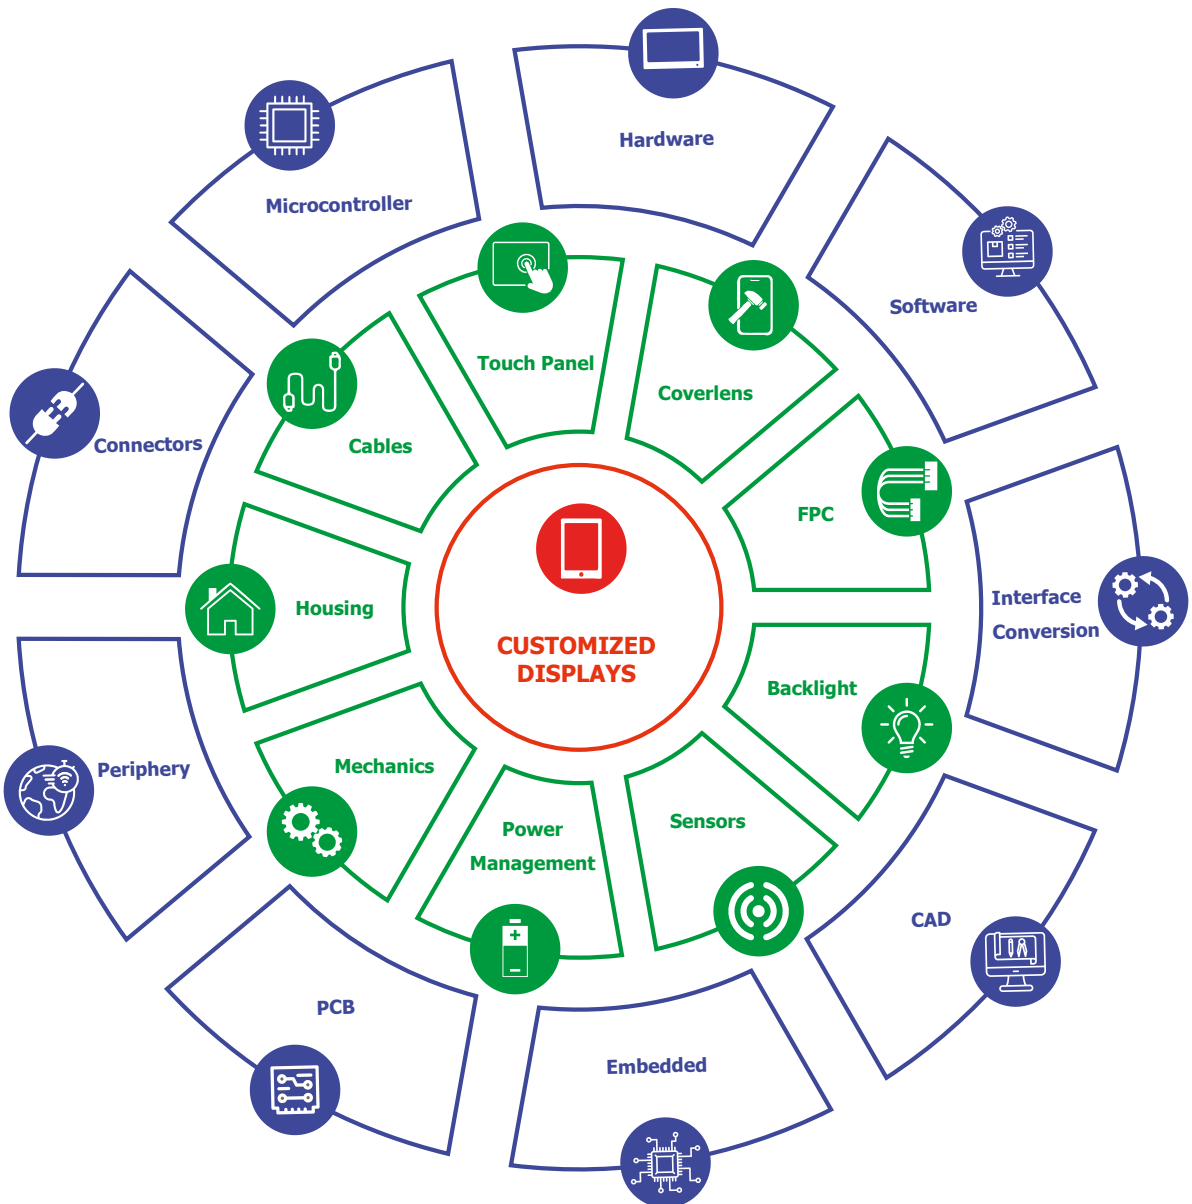 Hardware
Microcontroller
Software
Touch Panel
Coverlens
Connectors
Cables
FPC
Interface
Conversion
Housing
CUSTOMIZED
DISPLAYS
Backlight
Periphery
Mechanics
Power
Management
Sensors
CAD
PCB
Embedded